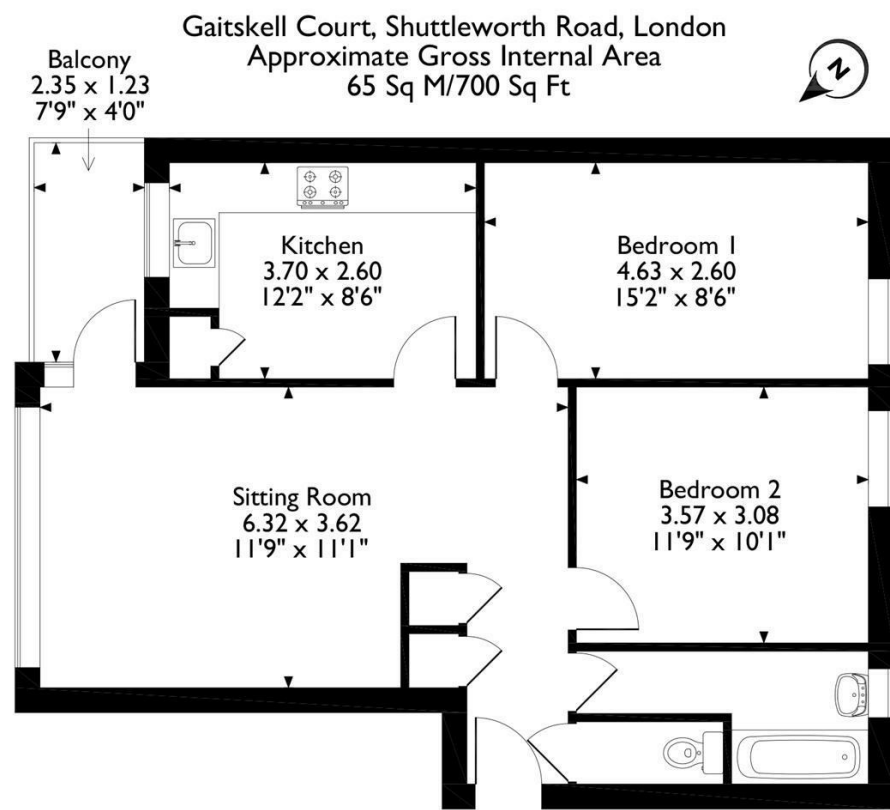 Gaitskell Court, Shuttleworth Road, London
Approximate Gross Internal Area
65 Sq M/700 Sq Ft
N
Balcony
2.35 x 1.23
7'9" x 4'0"
Kitchen
3.70 x 2.60
12'2" x 8'6"
Bedroom 1
4.63 x 2.60
15'2" x 8'6"
Sitting Room
6.32 x 3.62
11'9" x 11'1"
Bedroom 2
3.57 x 3.08
11'9" x 10'1"